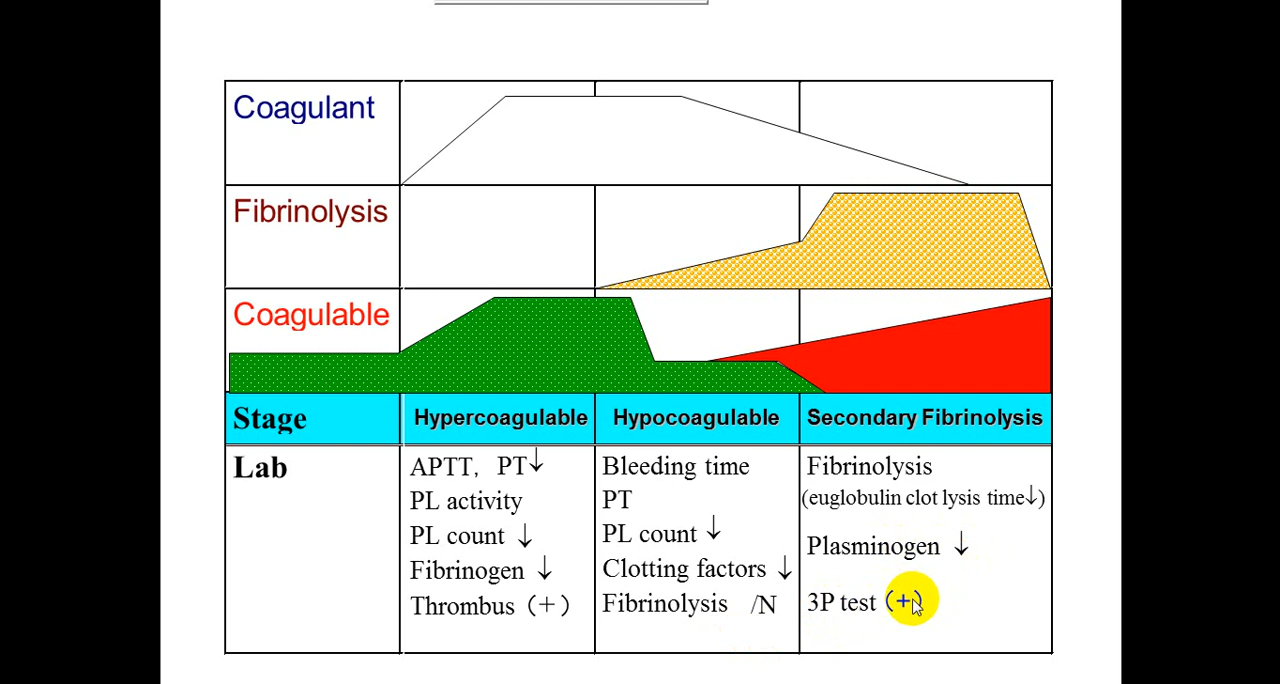 Coagulant
Fibrinolysis
Coagulable
Stage Hypercoagulable Hypocoagulable Secondary Fibrinolysis
Lab
APTT, PT↓
PL activity
PL count ↓
Fibrinogen ↓
Thrombus (+)
Bleeding time
PT
PL count ↓
Clotting factors ↓
Fibrinolysis /N
Fibrinolysis
(euglobulin clot lysis time↓)
Plasminogen ↓
3P test (+)